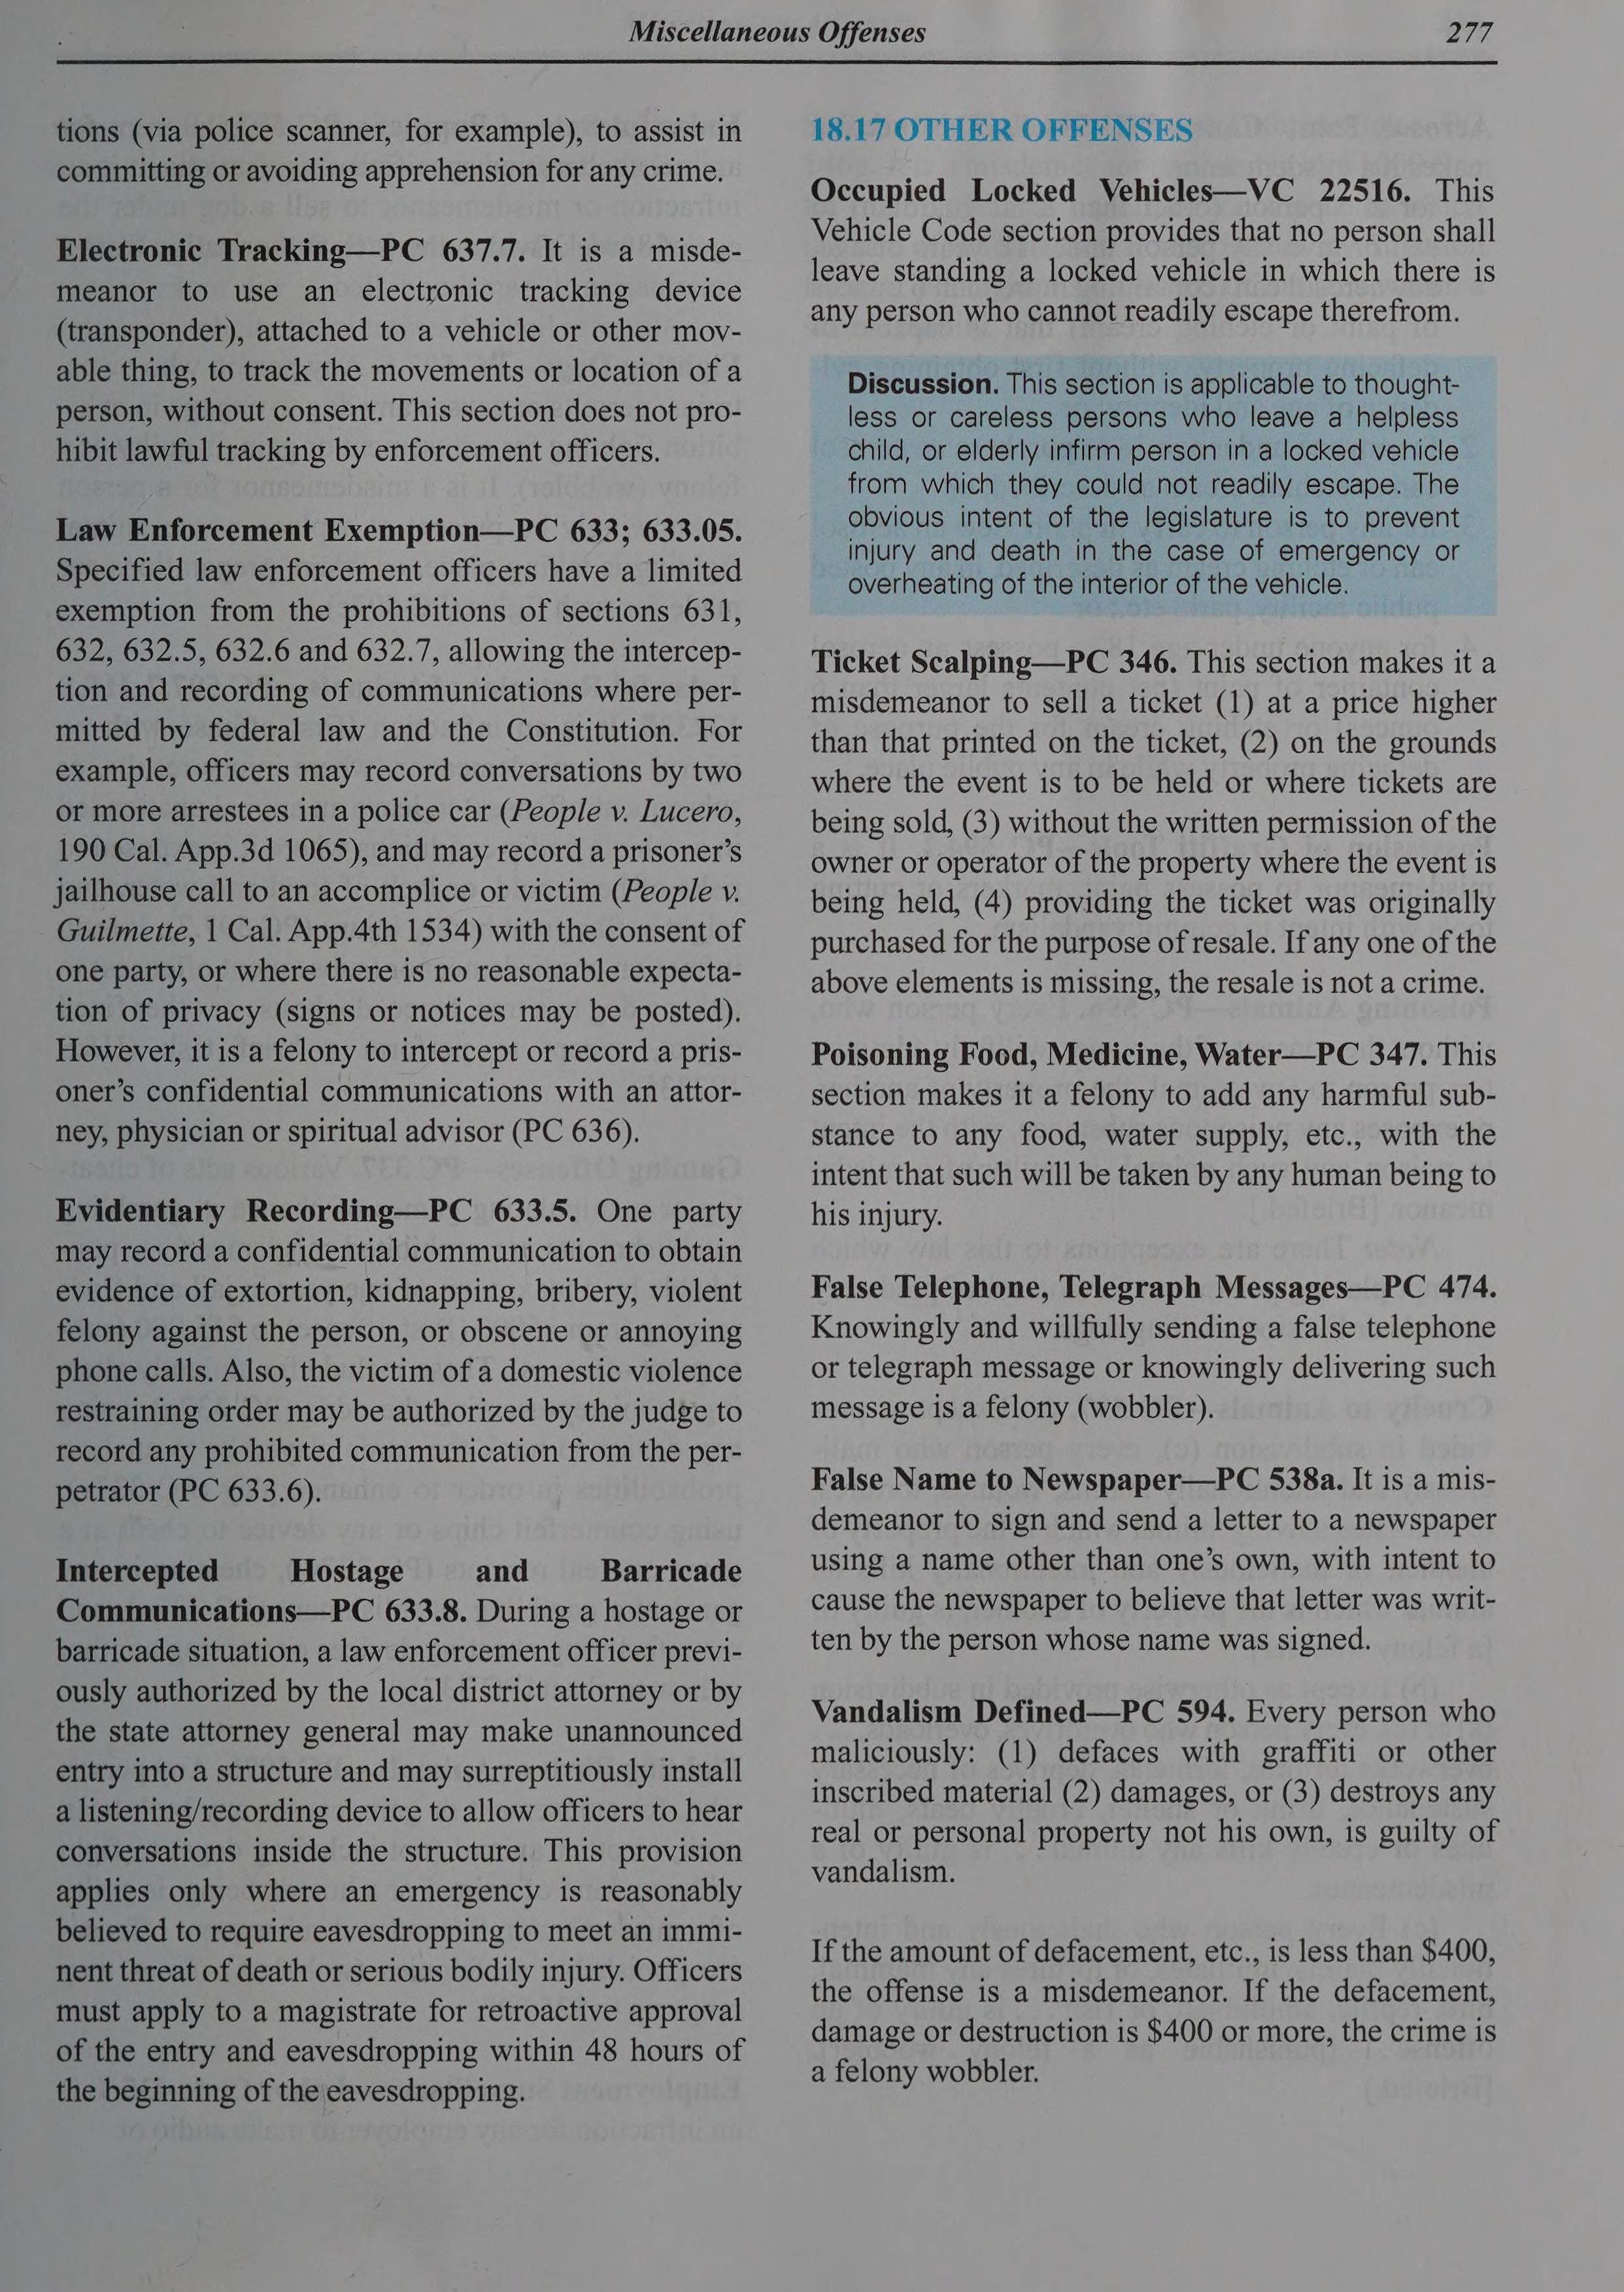 Miscellaneous Offenses 277
tions (via police scanner, for example), to assist in
committing or avoiding apprehension for any crime.
Electronic Tracking—PC 637.7. It is a misde-
meanor to use an electronic tracking device
(transponder), attached to a vehicle or other mov-
able thing, to track the movements or location of a
person, without consent. This section does not pro-
hibit lawful tracking by enforcement officers.
Law Enforcement Exemption—PC 633; 633.05.
Specified law enforcement officers have a limited
exemption from the prohibitions of sections 631,
632, 632.5, 632.6 and 632.7, allowing the intercep-
tion and recording of communications where per-
mitted by federal law and the Constitution. For
example, officers may record conversations by two
or more arrestees in a police car (People v. Lucero,
190 Cal. App.3d 1065), and may record a prisoner's
jailhouse call to an accomplice or victim (People v.
Guilmette, 1 Cal. App.4th 1534) with the consent of
one party, or where there is no reasonable expecta-
tion of privacy (signs or notices may be posted).
However, it is a felony to intercept or record a pris-
oner's confidential communications with an attor-
ney, physician or spiritual advisor (PC 636).
Evidentiary Recording—PC 633.5. One party
may record a confidential communication to obtain
evidence of extortion, kidnapping, bribery, violent
felony against the person, or obscene or annoying
phone calls. Also, the victim of a domestic violence
restraining order may be authorized by the judge to
record any prohibited communication from the per-
petrator (PC 633.6).
Intercepted Hostage and Barricade
Communications—PC 633.8. During a hostage or
barricade situation, a law enforcement officer previ-
ously authorized by the local district attorney or by
the state attorney general may make unannounced
entry into a structure and may surreptitiously install
a listening/recording device to allow officers to hear
conversations inside the structure. This provision
applies only where an emergency is reasonably
believed to require eavesdropping to meet an immi-
nent threat of death or serious bodily injury. Officers
must apply to a magistrate for retroactive approval
of the entry and eavesdropping within 48 hours of
the beginning of the eavesdropping.
18.17 OTHER OFFENSES
Occupied Locked Vehicles—VC 22516. This
Vehicle Code section provides that no person shall
leave standing a locked vehicle in which there is
any person who cannot readily escape therefrom.
Discussion. This section is applicable to thought-
less or careless persons who leave a helpless
child, or elderly infirm person in a locked vehicle
from which they could not readily escape. The
obvious intent of the legislature is to prevent
injury and death in the case of emergency or
overheating of the interior of the vehicle.
Ticket Scalping—PC 346. This section makes it a
misdemeanor to sell a ticket (1) at a price higher
than that printed on the ticket, (2) on the grounds
where the event is to be held or where tickets are
being sold, (3) without the written permission of the
owner or operator of the property where the event is
being held, (4) providing the ticket was originally
purchased for the purpose of resale. If any one of the
above elements is missing, the resale is not a crime.
Poisoning Food, Medicine, Water—PC 347. This
section makes it a felony to add any harmful sub-
stance to any food, water supply, etc., with the
intent that such will be taken by any human being to
his injury.
False Telephone, Telegraph Messages—PC 474.
Knowingly and willfully sending a false telephone
or telegraph message or knowingly delivering such
message is a felony (wobbler).
False Name to Newspaper—PC 538a. It is a mis-
demeanor to sign and send a letter to a newspaper
using a name other than one's own, with intent to
cause the newspaper to believe that letter was writ-
ten by the person whose name was signed.
Vandalism Defined—PC 594. Every person who
maliciously: (1) defaces with graffiti or other
inscribed material (2) damages, or (3) destroys any
real or personal property not his own, is guilty of
vandalism.
If the amount of defacement, etc., is less than $400,
the offense is a misdemeanor. If the defacement,
damage or destruction is $400 or more, the crime is
a felony wobbler.